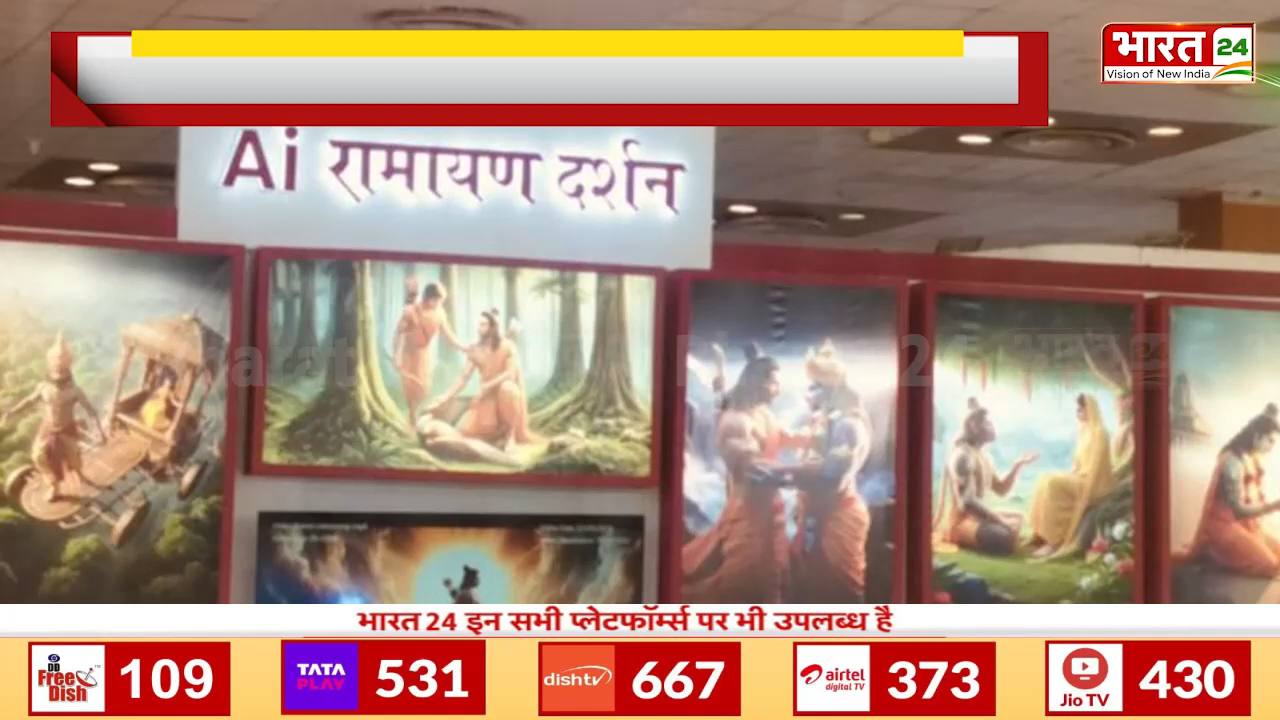 भारत 24
Vision of New India
Ai रामायण दर्शन
भारत 24 इन सभी प्लेटफॉर्म्स पर भी उपलब्ध है
DD Free Dish 109
TATA PLAY 531
dishtv 667
airtel digital TV 373
Jio TV 430